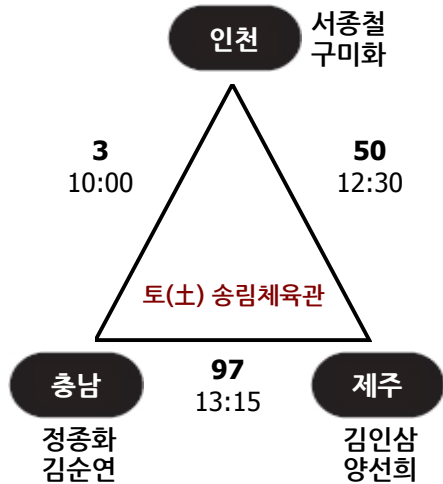 인천
서종철
구미화
3
10:00
50
12:30
토(土) 송림체육관
충남
97
13:15
제주
정종화
김순연
김인삼
양선희